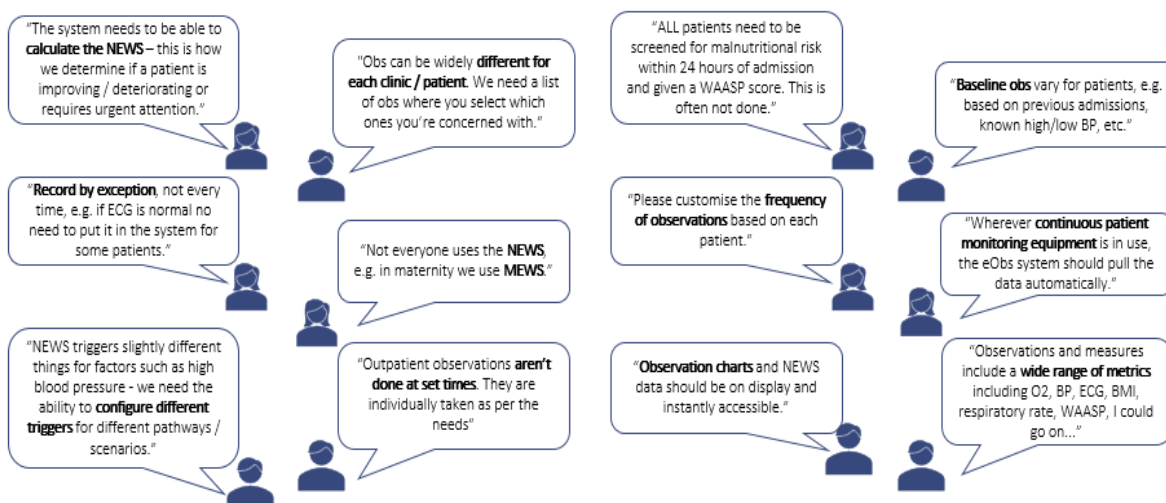 “The system needs to be able to
calculate the NEWS – this is how
we determine if a patient is
improving / deteriorating or
requires urgent attention.”
“Obs can be widely different for
each clinic / patient. We need a list
of obs where you select which
ones you’re concerned with.”
“Record by exception, not every
time, e.g. if ECG is normal no
need to put it in the system for
some patients.”
“Not everyone uses the NEWS,
e.g. in maternity we use MEWS.”
“NEWS triggers slightly different
things for factors such as high
blood pressure - we need the
ability to configure different
triggers for different pathways /
scenarios.”
“Outpatient observations aren’t
done at set times. They are
individually taken as per the
needs”
“ALL patients need to be
screened for malnutritional risk
within 24 hours of admission
and given a WAASP score. This is
often not done.”
“Baseline obs vary for patients, e.g.
based on previous admissions,
known high/low BP, etc.”
“Please customise the frequency
of observations based on each
patient.”
“Wherever continuous patient
monitoring equipment is in use,
the eObs system should pull the
data automatically.”
“Observation charts and NEWS
data should be on display and
instantly accessible.”
“Observations and measures
include a wide range of metrics
including O2, BP, ECG, BMI,
respiratory rate, WAASP, I could
go on...”